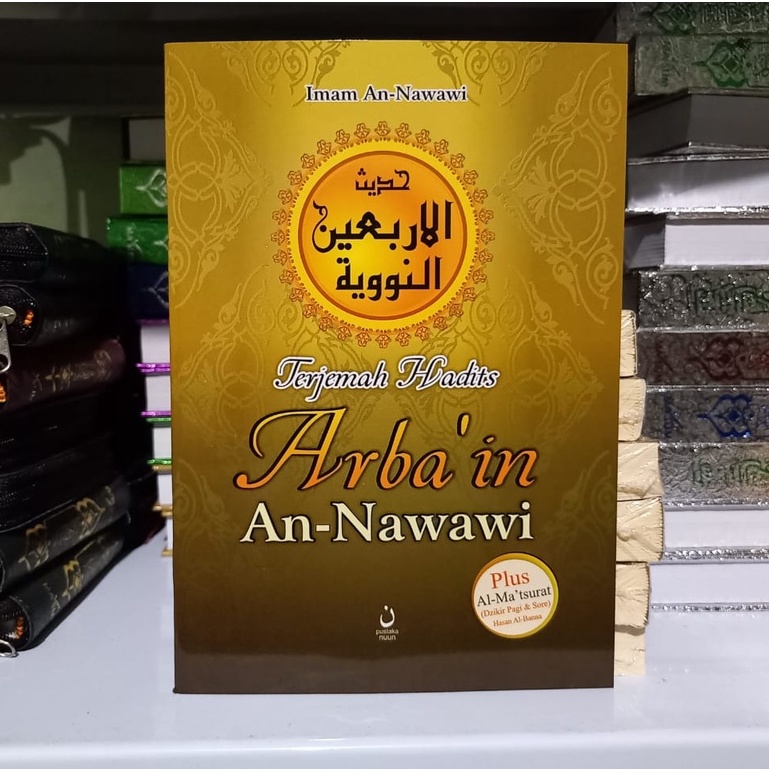 Imam An-Nawawi
حديث
الاربعين
النووية
Terjemah Hadits
Arba'in
An-Nawawi
Plus
Al-Ma'tsurat
(Dzikir Pagi & Sore)
Hasan Al-Banna
ن
pustaka
nuun